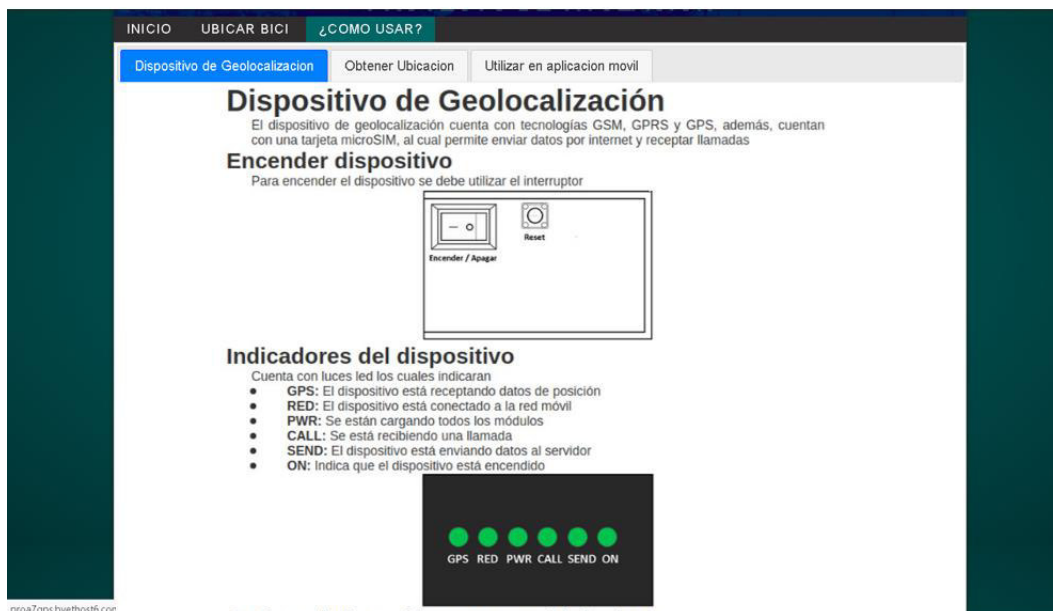 INICIO UBICAR BICI ¿COMO USAR?
Dispositivo de Geolocalizacion Obtener Ubicacion Utilizar en aplicacion movil
Dispositivo de Geolocalización
El dispositivo de geolocalización cuenta con tecnologías GSM, GPRS y GPS, además, cuentan
con una tarjeta microSIM, al cual permite enviar datos por internet y receptar llamadas
Encender dispositivo
Para encender el dispositivo se debe utilizar el interruptor
Reset
Encender / Apagar
Indicadores del dispositivo
Cuenta con luces led los cuales indicaran
• GPS: El dispositivo está receptando datos de posición
• RED: El dispositivo está conectado a la red móvil
• PWR: Se están cargando todos los módulos
• CALL: Se está recibiendo una llamada
• SEND: El dispositivo está enviando datos al servidor
• ON: Indica que el dispositivo está encendido
GPS RED PWR CALL SEND ON